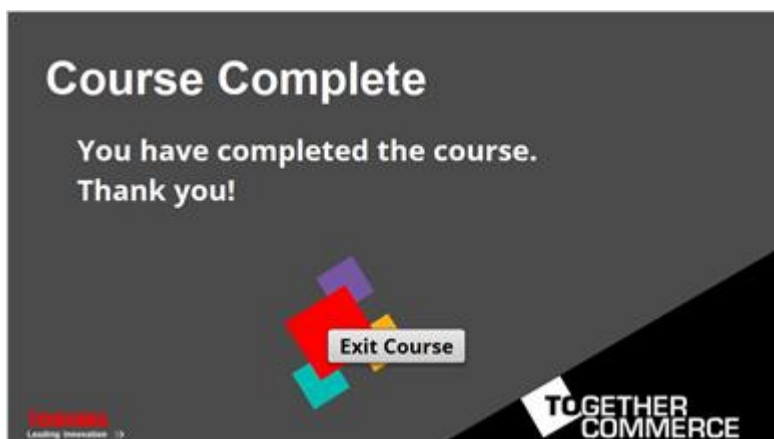 Course Complete
You have completed the course.
Thank you!
Exit Course
TOSHIBA
Leading Innovation >>
TOGETHER
COMMERCE